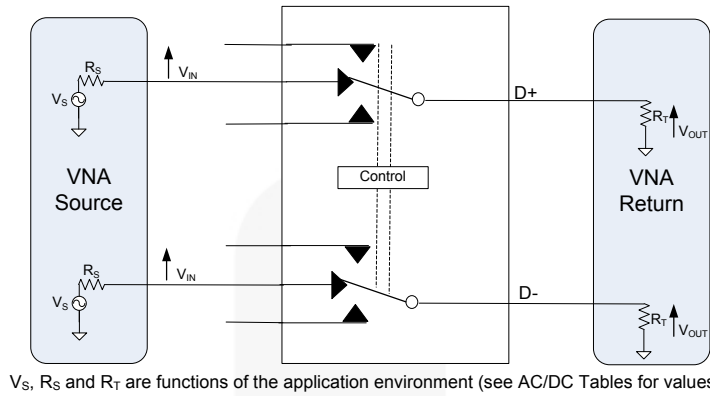 R_S
V_IN
V_S
D+
R_T
V_OUT
VNA
Source
Control
VNA
Return
R_S
V_IN
V_S
D-
R_T
V_OUT
V_S, R_S and R_T are functions of the application environment (see AC/DC Tables for values